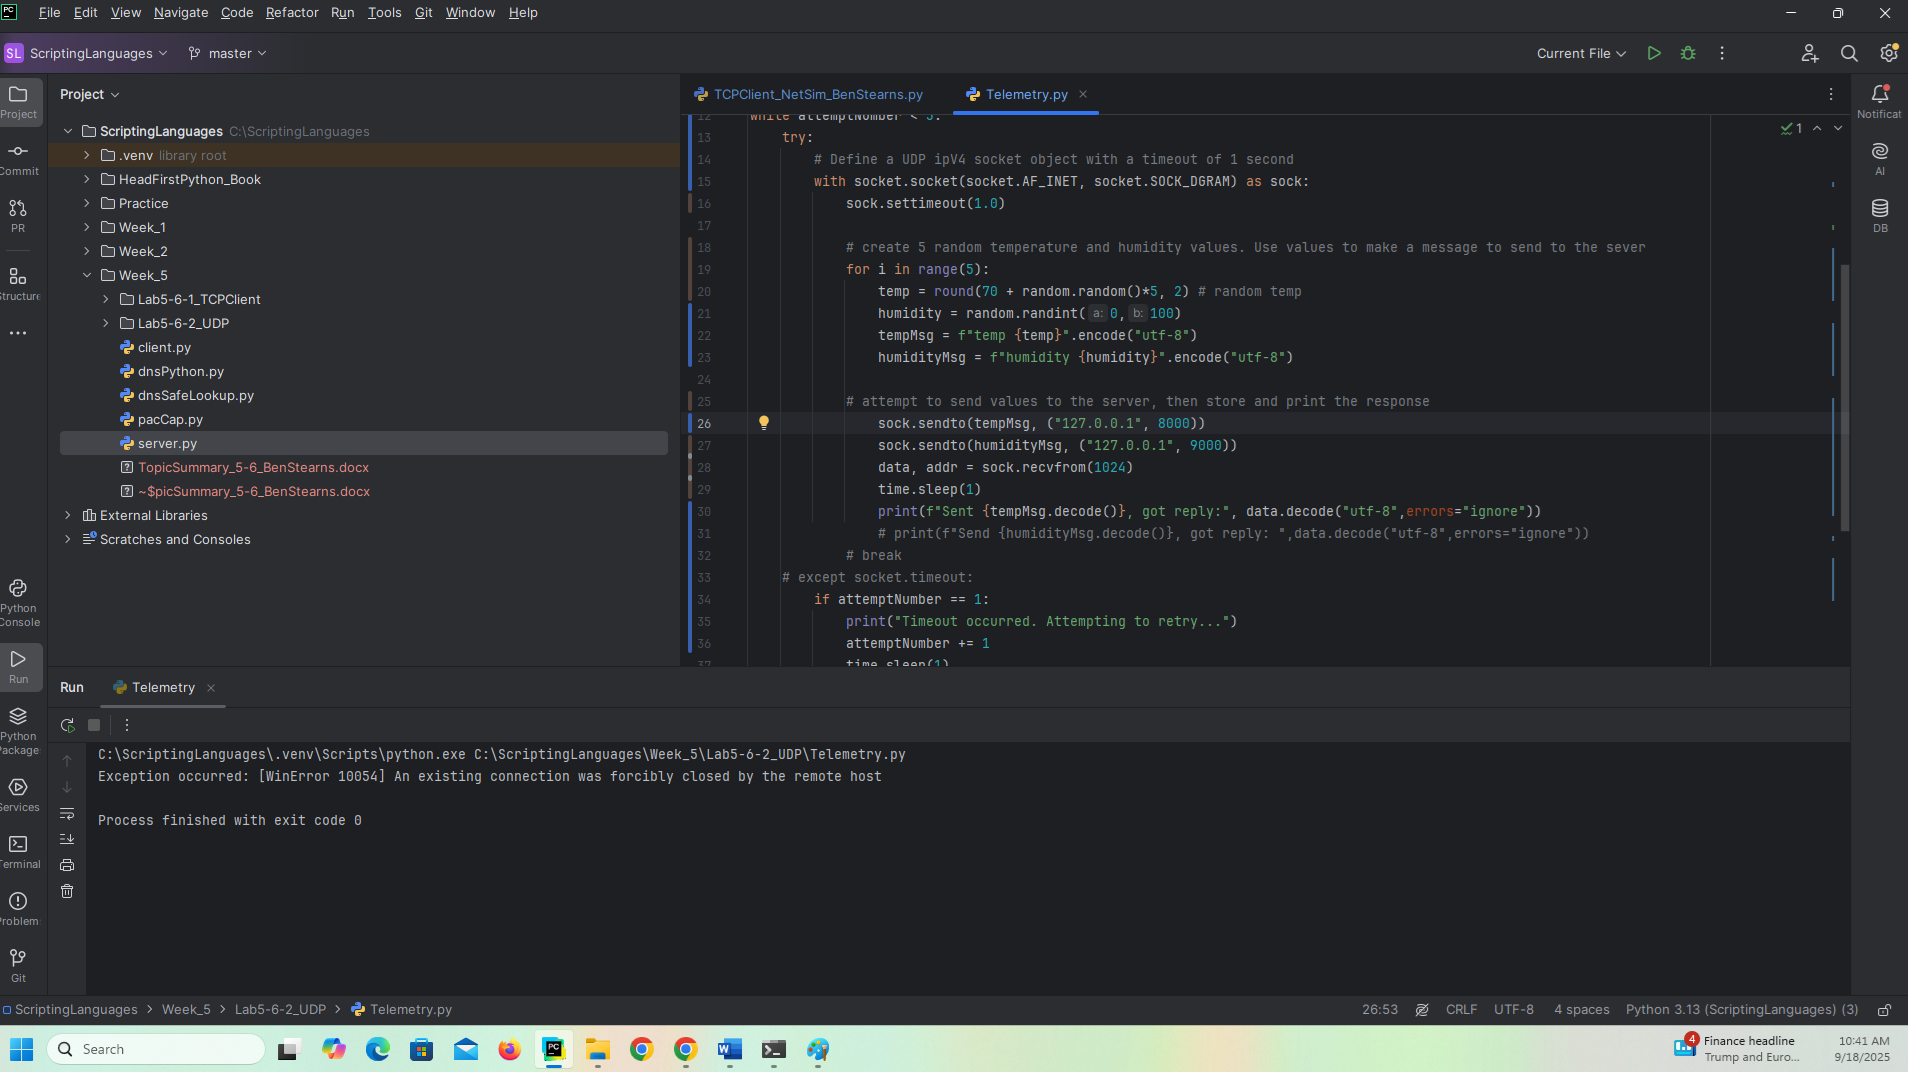 PC File Edit View Navigate Code Refactor Run Tools Git Window Help
SL ScriptingLanguages master Current File
Project
TCPClient_NetSim_BenStearns.py Telemetry.py
Project
Commit
PR
Structure
Python Console
Run
Python Package
Services
Terminal
Problem
Git
ScriptingLanguages C:\ScriptingLanguages
.venv library root
HeadFirstPython_Book
Practice
Week_1
Week_2
Week_5
Lab5-6-1_TCPClient
Lab5-6-2_UDP
client.py
dnsPython.py
dnsSafeLookup.py
pacCap.py
server.py
TopicSummary_5-6_BenStearns.docx
~$picSummary_5-6_BenStearns.docx
External Libraries
Scratches and Consoles
12 while attemptNumber < 5:
13 try:
14 # Define a UDP ipV4 socket object with a timeout of 1 second
15 with socket.socket(socket.AF_INET, socket.SOCK_DGRAM) as sock:
16 sock.settimeout(1.0)
17
18 # create 5 random temperature and humidity values. Use values to make a message to send to the sever
19 for i in range(5):
20 temp = round(70 + random.random()*5, 2) # random temp
21 humidity = random.randint( a: 0, b: 100)
22 tempMsg = f"temp {temp}".encode("utf-8")
23 humidityMsg = f"humidity {humidity}".encode("utf-8")
24
25 # attempt to send values to the server, then store and print the response
26 sock.sendto(tempMsg, ("127.0.0.1", 8000))
27 sock.sendto(humidityMsg, ("127.0.0.1", 9000))
28 data, addr = sock.recvfrom(1024)
29 time.sleep(1)
30 print(f"Sent {tempMsg.decode()}, got reply:", data.decode("utf-8",errors="ignore"))
31 # print(f"Send {humidityMsg.decode()}, got reply: ",data.decode("utf-8",errors="ignore"))
32 # break
33 # except socket.timeout:
34 if attemptNumber == 1:
35 print("Timeout occurred. Attempting to retry...")
36 attemptNumber += 1
37 time.sleep(1)
1
Notificat
AI
DB
Run Telemetry
C:\ScriptingLanguages\.venv\Scripts\python.exe C:\ScriptingLanguages\Week_5\Lab5-6-2_UDP\Telemetry.py
Exception occurred: [WinError 10054] An existing connection was forcibly closed by the remote host
Process finished with exit code 0
ScriptingLanguages > Week_5 > Lab5-6-2_UDP > Telemetry.py 26:53 CRLF UTF-8 4 spaces Python 3.13 (ScriptingLanguages) (3)
Search
4 Finance headline
Trump and Euro...
10:41 AM
9/18/2025